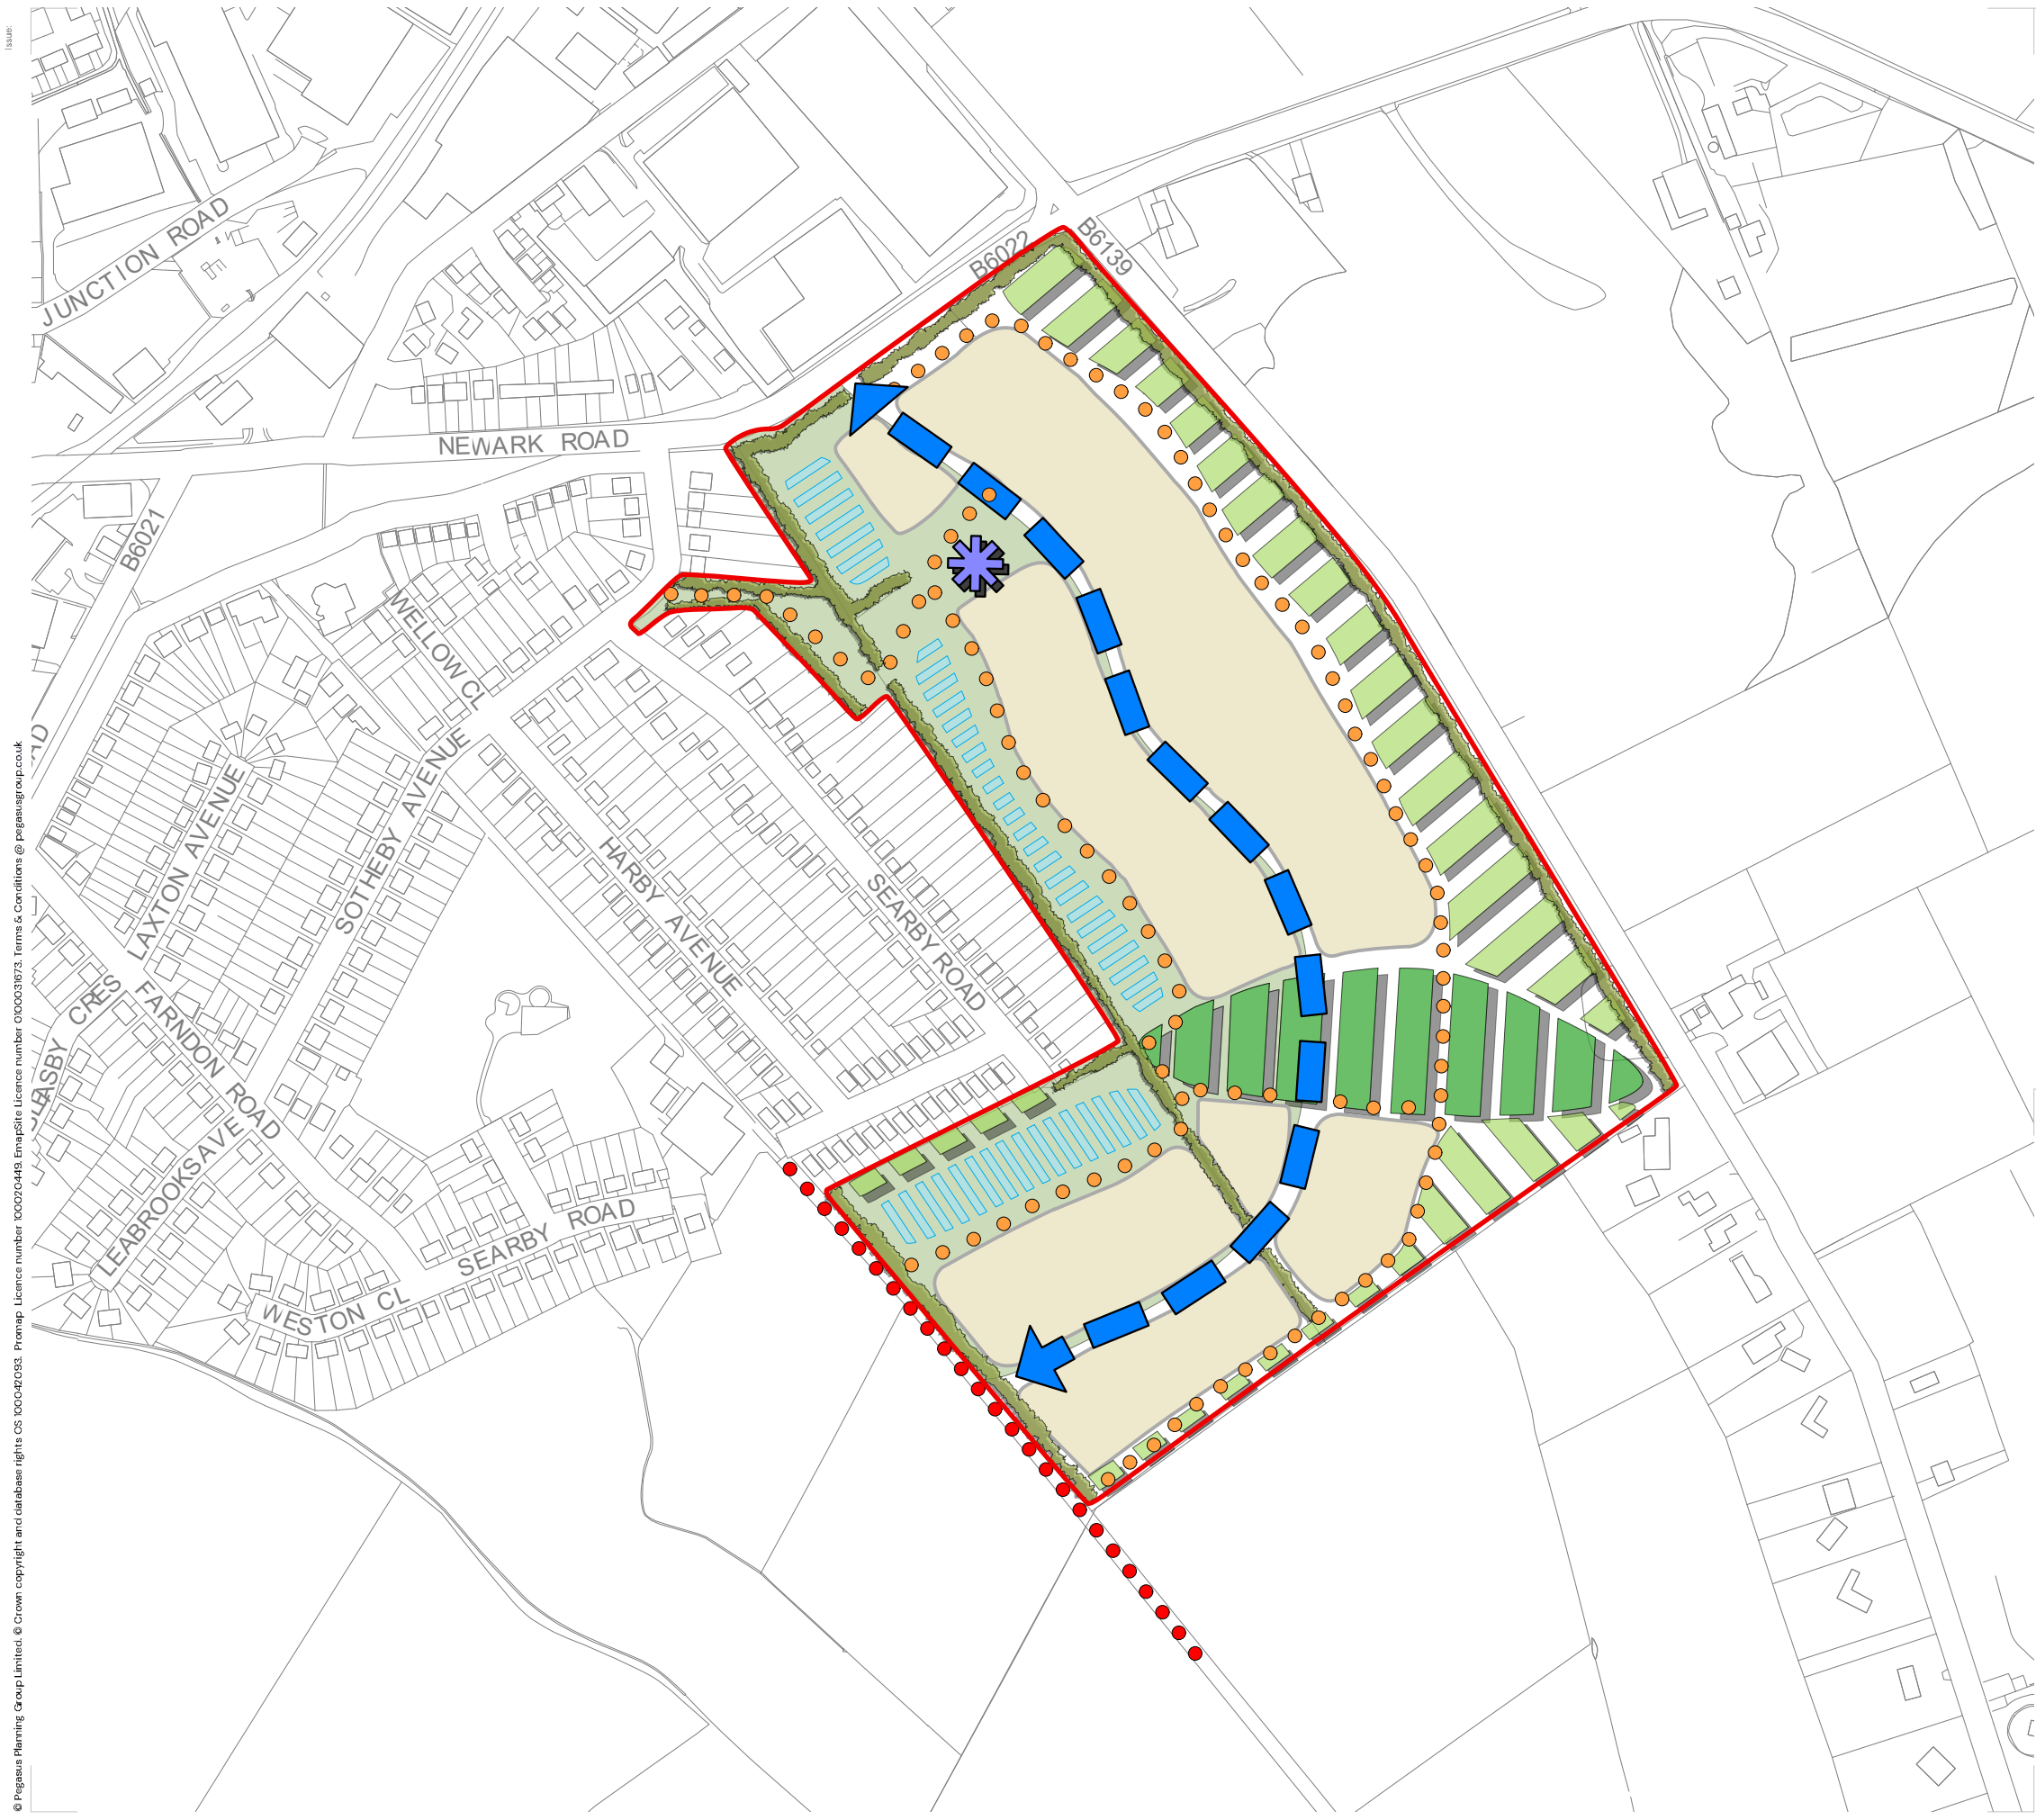 Issue:
© Pegasus Planning Group Limited. © Crown copyright and database rights OS 100042093. Promap Licence number 100020449. EmapSite Licence number 0100031673. Terms & Conditions @ pegasusgroup.co.uk
JUNCTION ROAD
B6022
B6139
NEWARK ROAD
B6021
WELLOW CL
LAXTON AVENUE
SOTHEBY AVENUE
HARBY AVENUE
SEARBY ROAD
CRES
FARNDON ROAD
LEABROOKS AVE
SEARBY ROAD
WESTON CL